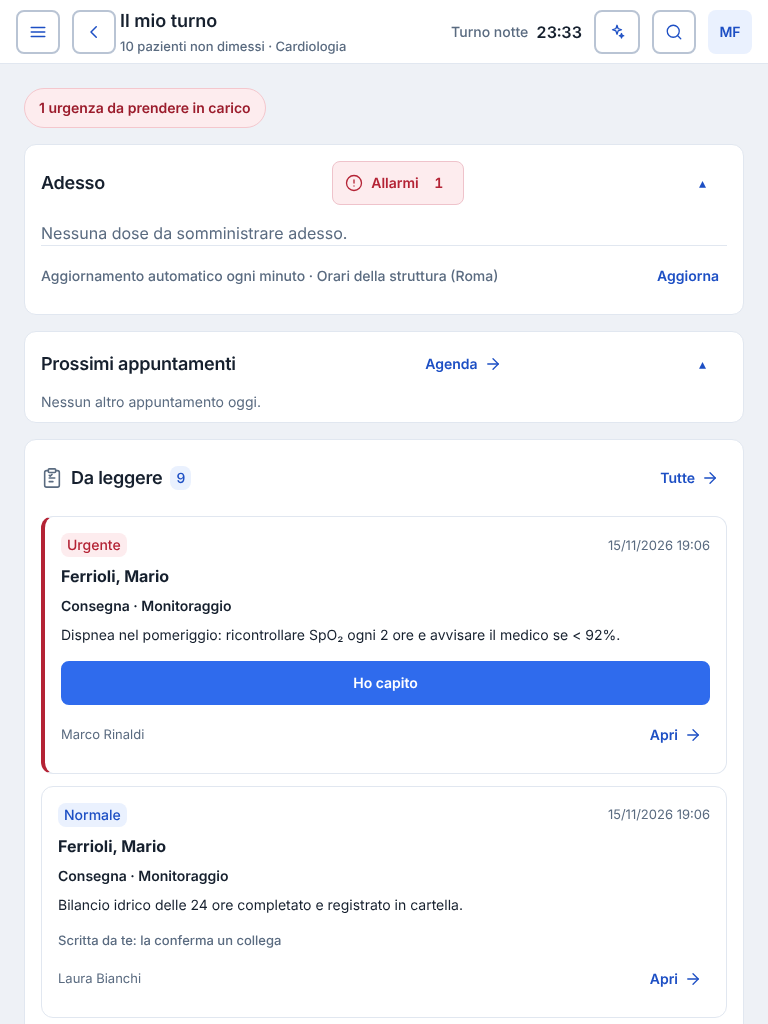 Il mio turno
10 pazienti non dimessi · Cardiologia
Turno notte 23:33
MF
1 urgenza da prendere in carico
Adesso
Allarmi 1
▲
Nessuna dose da somministrare adesso.
Aggiornamento automatico ogni minuto · Orari della struttura (Roma)
Aggiorna
Prossimi appuntamenti
Agenda →
▲
Nessun altro appuntamento oggi.
Da leggere 9
Tutte →
Urgente
15/11/2026 19:06
Ferrioli, Mario
Consegna · Monitoraggio
Dispnea nel pomeriggio: ricontrollare SpO₂ ogni 2 ore e avvisare il medico se < 92%.
Ho capito
Marco Rinaldi
Apri →
Normale
15/11/2026 19:06
Ferrioli, Mario
Consegna · Monitoraggio
Bilancio idrico delle 24 ore completato e registrato in cartella.
Scritta da te: la conferma un collega
Laura Bianchi
Apri →